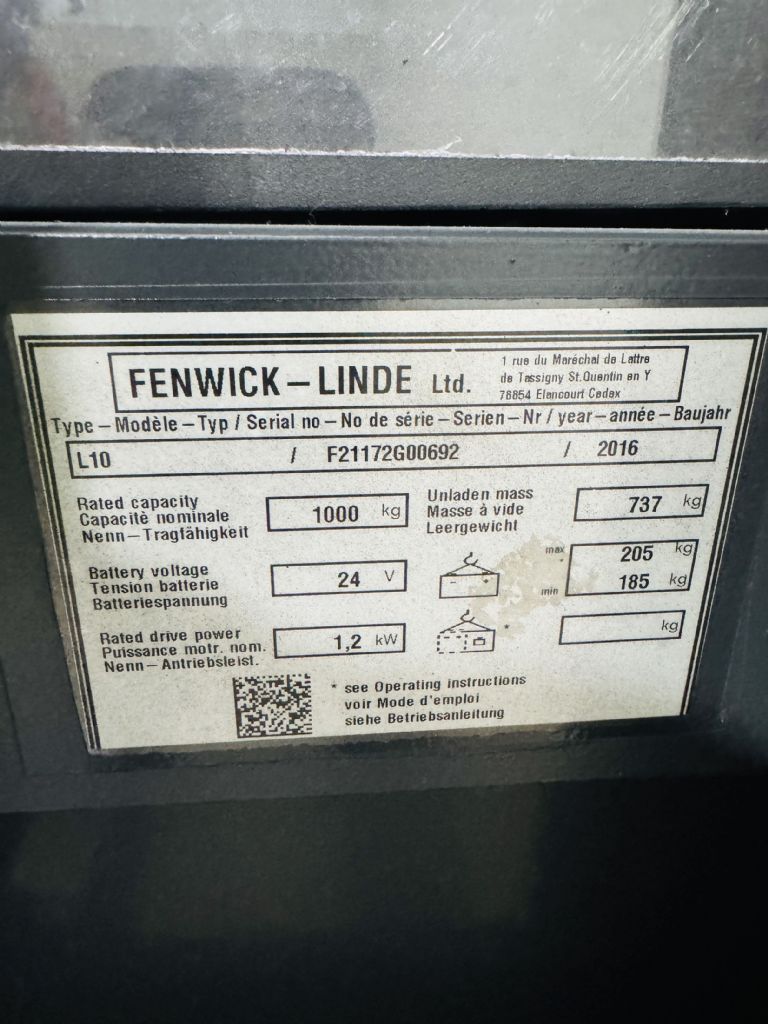 FENWICK – LINDE Ltd.
1 rue du Maréchal de Lattre
de Tassigny St.Quentin en Y
78854 Elancourt Cedex
Type – Modèle – Typ / Serial no – No de série – Serien – Nr / year – année – Baujahr
L10 / F21172G00692 / 2016
Rated capacity
Capacitè nominale
Nenn – Tragfähigkeit
1000 kg
Unladen mass
Masse à vide
Leergewicht
737 kg
Battery voltage
Tension batterie
Batteriespannung
24 V
max 205 kg
*
min 185 kg
Rated drive power
Puissance motr. nom.
Nenn – Antriebsleist.
1,2 kW
* kg
* see Operating instructions
voir Mode d'emploi
siehe Betriebsanleitung